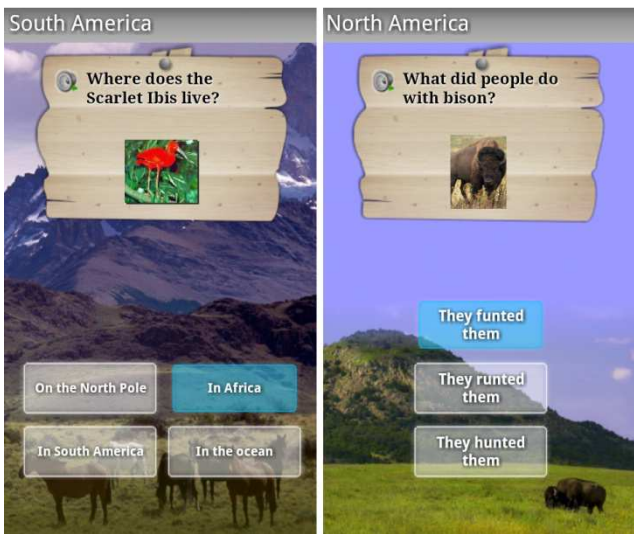 South America
Where does the
Scarlet Ibis live?
On the North Pole
In Africa
In South America
In the ocean
North America
What did people do
with bison?
They funted
them
They runted
them
They hunted
them